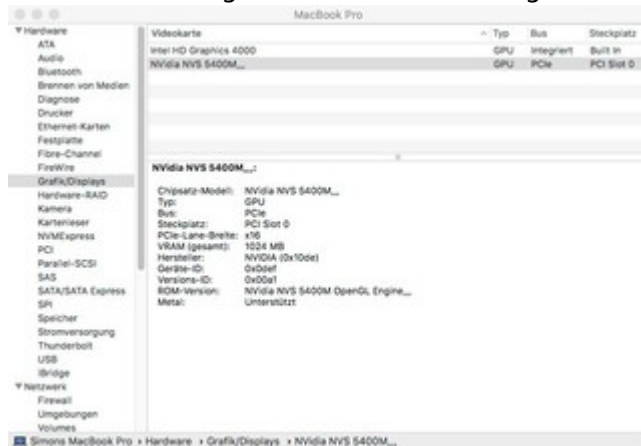 MacBook Pro
Hardware
ATA
Audio
Bluetooth
Brennen von Medien
Diagnose
Drucker
Ethernet-Karten
Festplatte
Fibre-Channel
FireWire
Grafik/Displays
Hardware-RAID
Kamera
Kartenleser
NVMExpress
PCI
Parallel-SCSI
SAS
SATA/SATA Express
SPI
Speicher
Stromversorgung
Thunderbolt
USB
iBridge
Netzwerk
Firewall
Umgebungen
Volumes
Videokarte Typ Bus Steckplatz
Intel HD Graphics 4000 GPU Integriert Built In
NVidia NVS 5400M,,, GPU PCIe PCI Slot 0
NVidia NVS 5400M,,,:
Chipsatz-Modell: NVidia NVS 5400M,,,
Typ: GPU
Bus: PCIe
Steckplatz: PCI Slot 0
PCIe-Lane-Breite: x16
VRAM (gesamt): 1024 MB
Hersteller: NVIDIA (0x10de)
Geräte-ID: 0x0def
Versions-ID: 0x00a1
ROM-Version: NVidia NVS 5400M OpenGL Engine,,,
Metal: Unterstützt
Simons MacBook Pro › Hardware › Grafik/Displays › NVidia NVS 5400M,,,